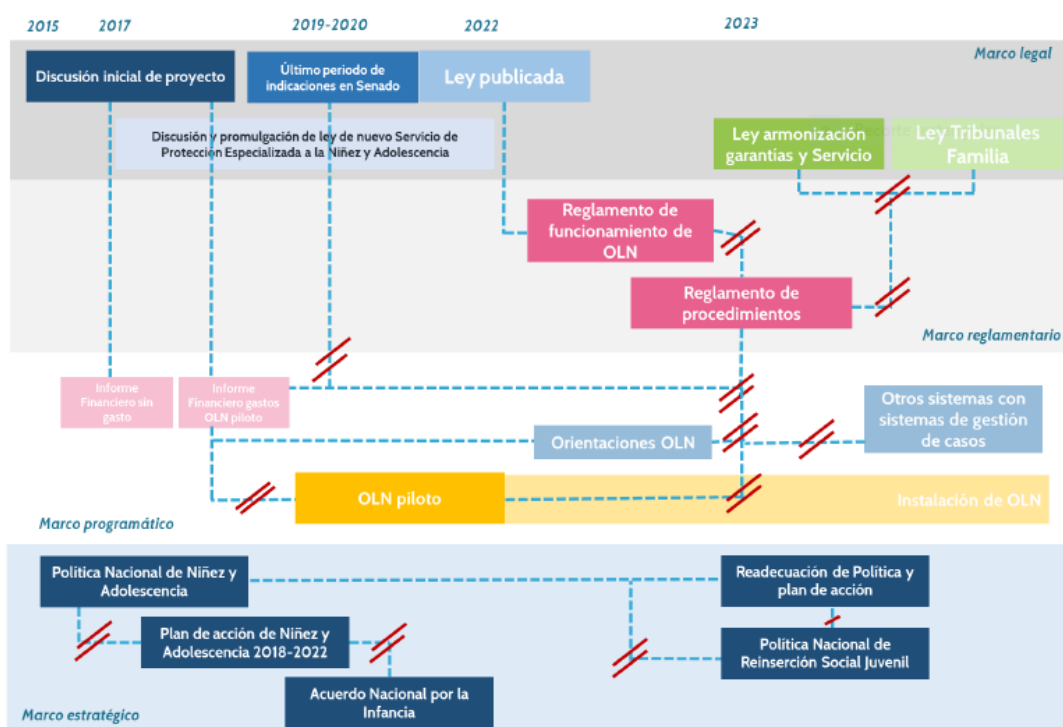 2015
2017
2019-2020
2022
2023
Marco legal
Discusión inicial de proyecto
Último periodo de
indicaciones en Senado
Ley publicada
Discusión y promulgación de ley de nuevo Servicio de
Protección Especializada a la Niñez y Adolescencia
Ley armonización
garantías y Servicio
Ley Tribunales
Familia
Reglamento de
funcionamiento de
OLN
Reglamento de
procedimientos
Marco reglamentario
Informe
Financiero sin
gasto
Informe
Financiero gastos
OLN piloto
Orientaciones OLN
Otros sistemas con
sistemas de gestión
de casos
OLN piloto
Instalación de OLN
Marco programático
Política Nacional de Niñez y
Adolescencia
Readecuación de Política y
plan de acción
Plan de acción de Niñez y
Adolescencia 2018-2022
Política Nacional de
Reinserción Social Juvenil
Acuerdo Nacional por la
Infancia
Marco estratégico